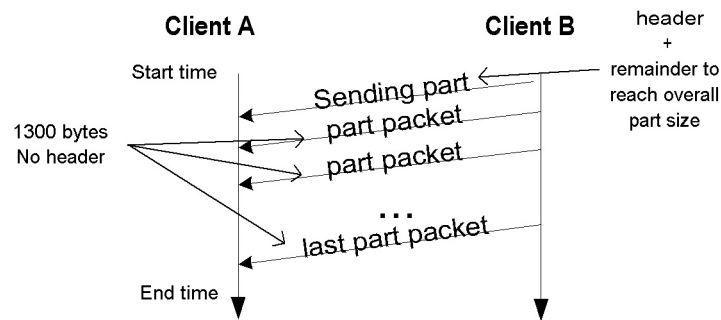 Client A
Client B
header
+
remainder to
reach overall
part size
Start time
Sending part
part packet
1300 bytes
No header
part packet
...
last part packet
End time